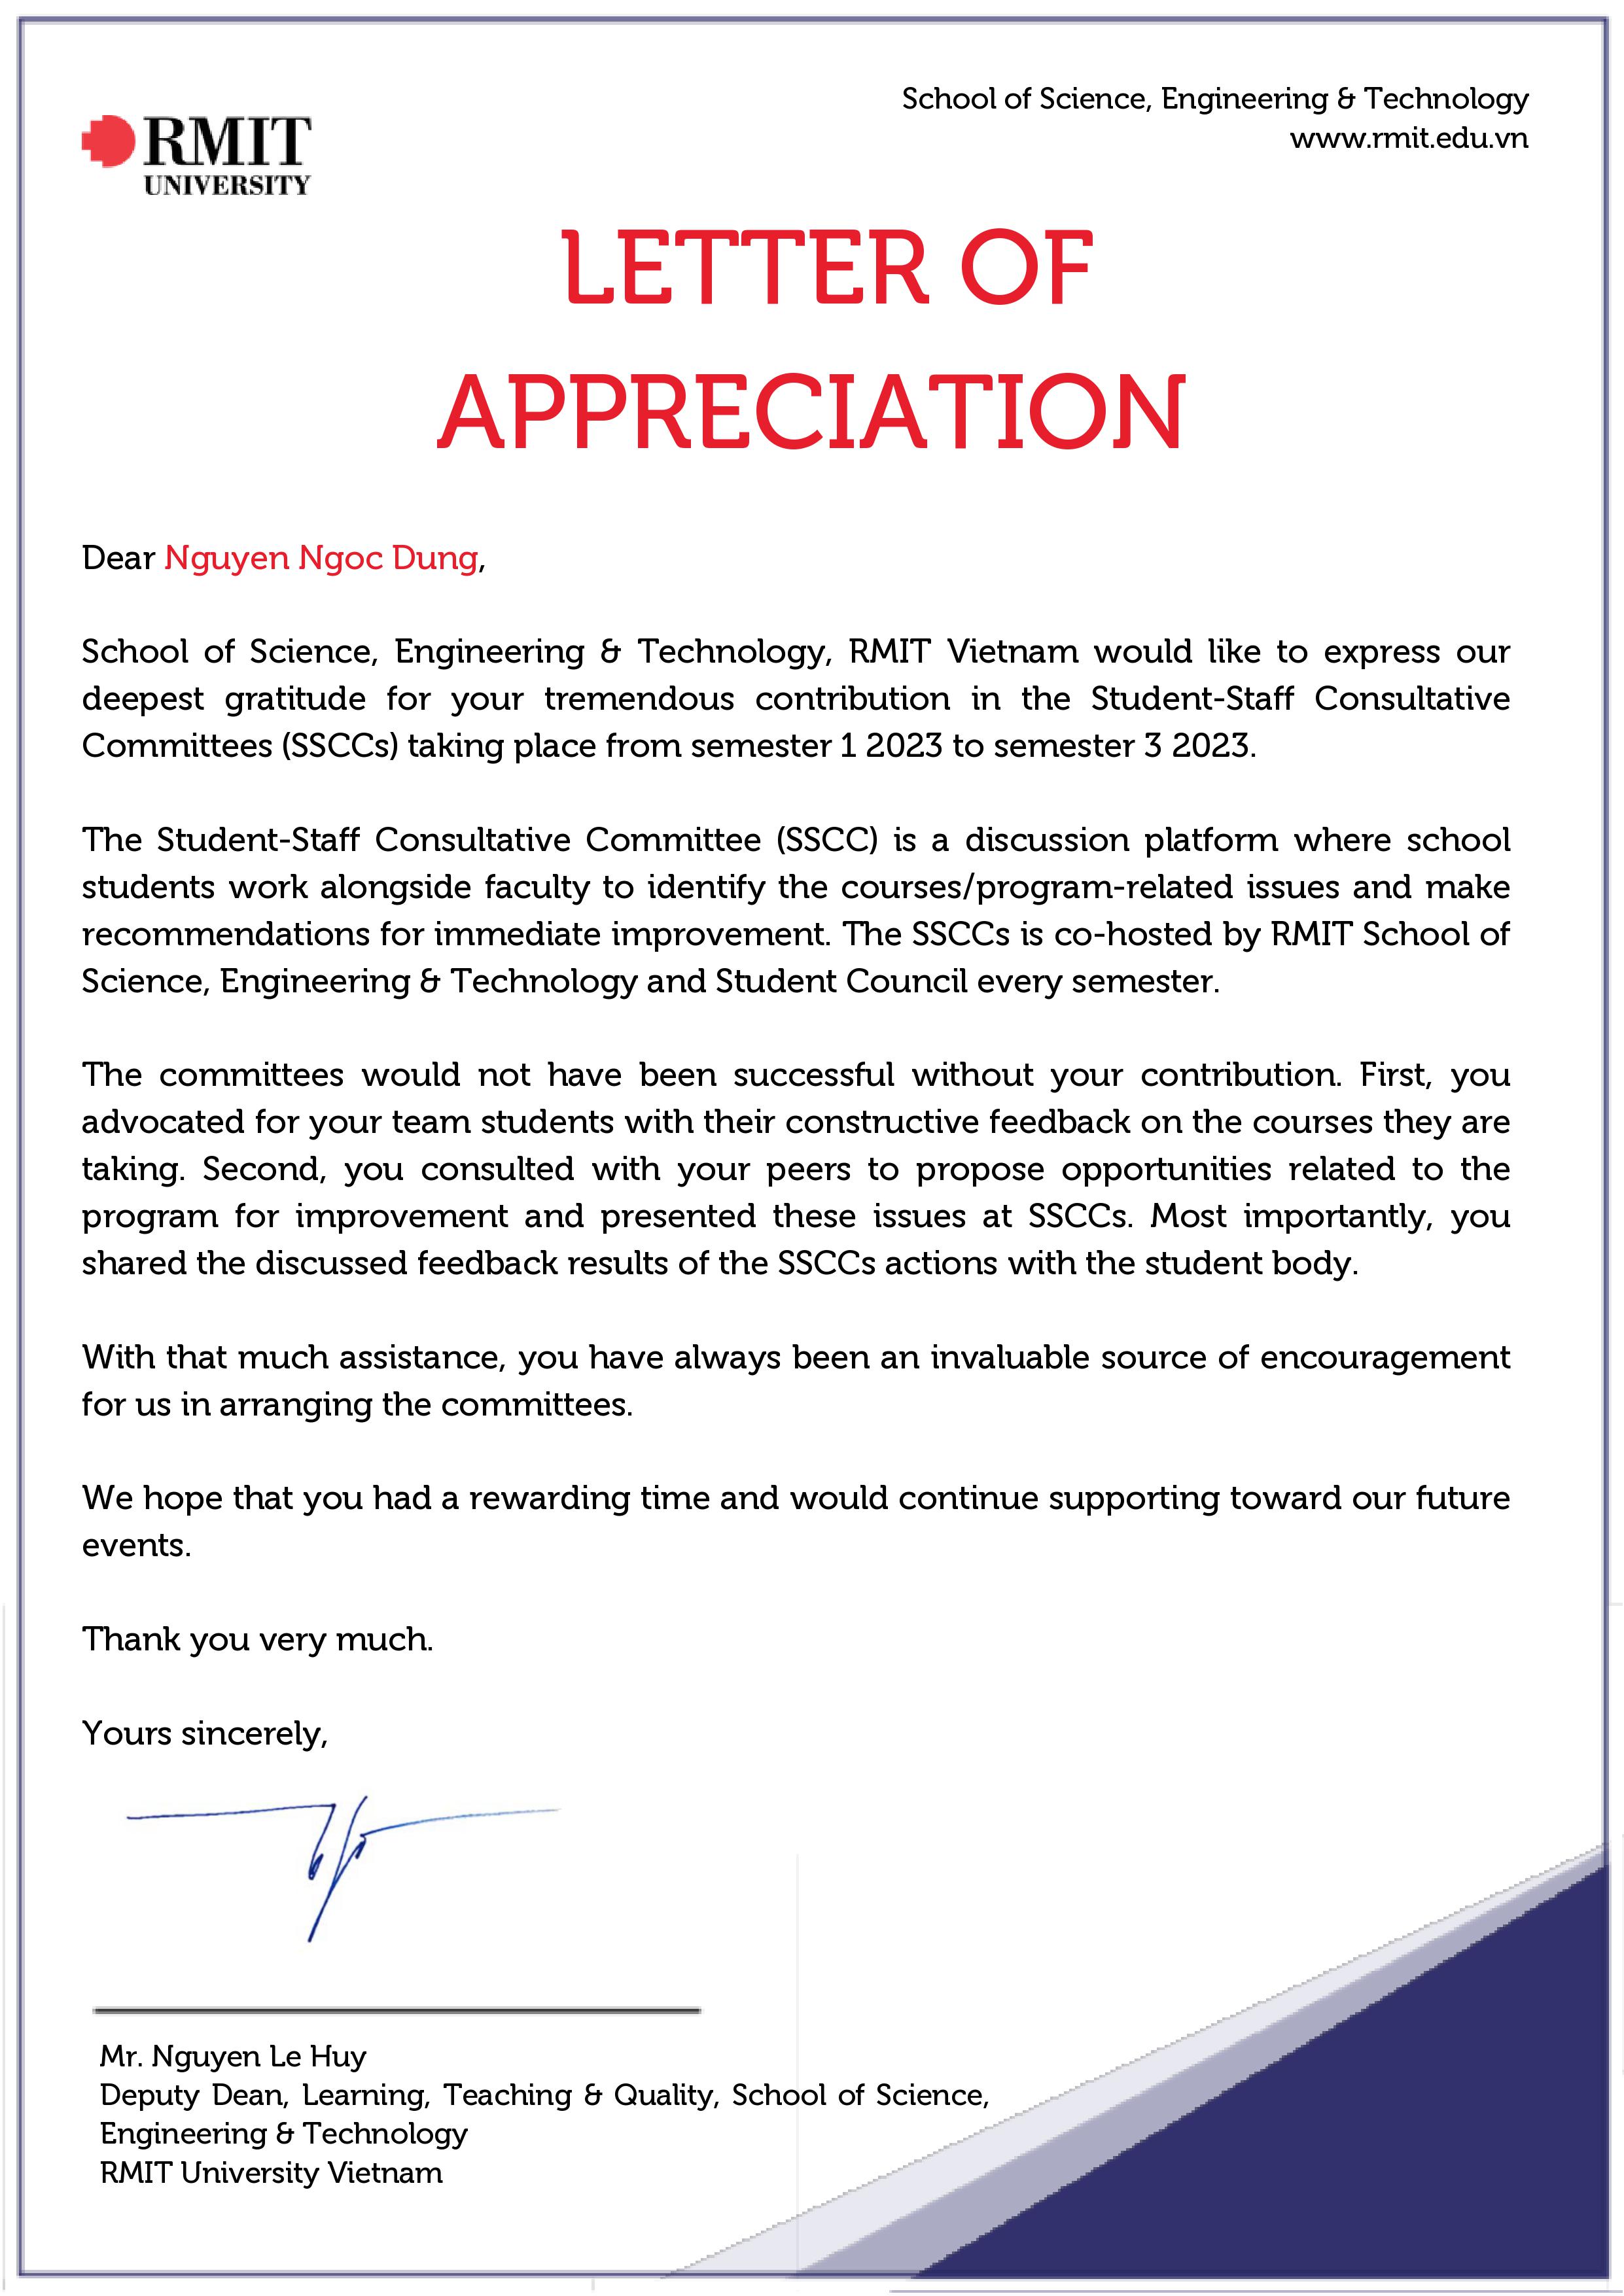 School of Science, Engineering & Technology
www.rmit.edu.vn
RMIT
UNIVERSITY
LETTER OF
APPRECIATION
Dear Nguyen Ngoc Dung,
School of Science, Engineering & Technology, RMIT Vietnam would like to express our
deepest gratitude for your tremendous contribution in the Student-Staff Consultative
Committees (SSCCs) taking place from semester 1 2023 to semester 3 2023.
The Student-Staff Consultative Committee (SSCC) is a discussion platform where school
students work alongside faculty to identify the courses/program-related issues and make
recommendations for immediate improvement. The SSCCs is co-hosted by RMIT School of
Science, Engineering & Technology and Student Council every semester.
The committees would not have been successful without your contribution. First, you
advocated for your team students with their constructive feedback on the courses they are
taking. Second, you consulted with your peers to propose opportunities related to the
program for improvement and presented these issues at SSCCs. Most importantly, you
shared the discussed feedback results of the SSCCs actions with the student body.
With that much assistance, you have always been an invaluable source of encouragement
for us in arranging the committees.
We hope that you had a rewarding time and would continue supporting toward our future
events.
Thank you very much.
Yours sincerely,
Mr. Nguyen Le Huy
Deputy Dean, Learning, Teaching & Quality, School of Science,
Engineering & Technology
RMIT University Vietnam